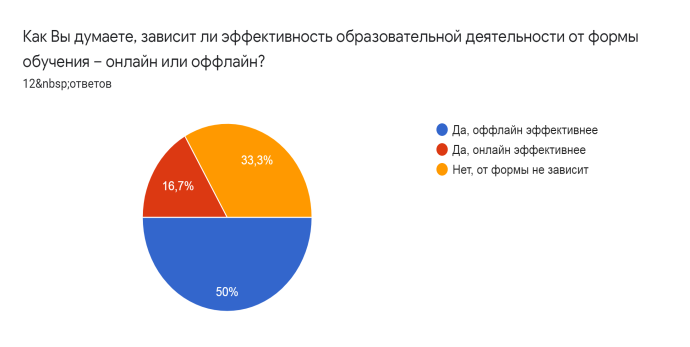 Как Вы думаете, зависит ли эффективность образовательной деятельности от формы
обучения – онлайн или оффлайн?
12&nbsp;ответов
Да, оффлайн эффективнее
Да, онлайн эффективнее
Нет, от формы не зависит
33,3%
16,7%
50%